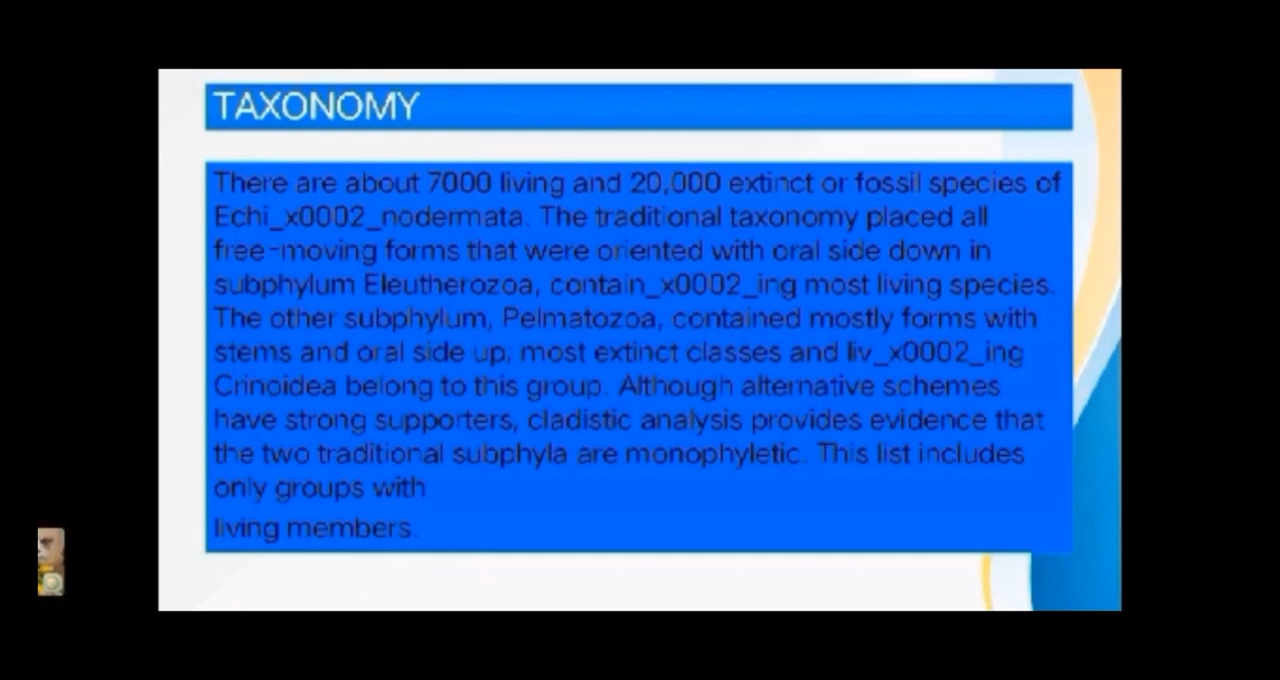 TAXONOMY
There are about 7000 living and 20,000 extinct or fossil species of
Echi_x0002_nodermata. The traditional taxonomy placed all
free-moving forms that were oriented with oral side down in
subphylum Eleutherozoa, contain_x0002_ing most living species.
The other subphylum, Pelmatozoa, contained mostly forms with
stems and oral side up; most extinct classes and liv_x0002_ing
Crinoidea belong to this group. Although alternative schemes
have strong supporters, cladistic analysis provides evidence that
the two traditional subphyla are monophyletic. This list includes
only groups with
living members.